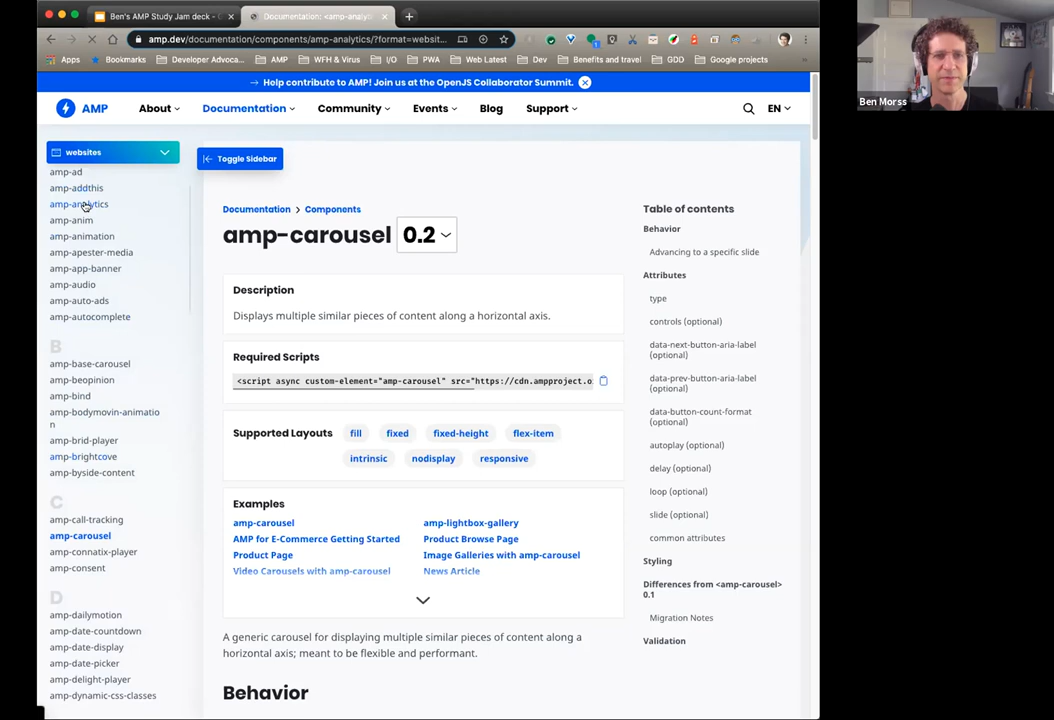 Ben's AMP Study Jam deck - G
Documentation: <amp-analyti
amp.dev/documentation/components/amp-analytics/?format=websit...
Apps
Bookmarks
Developer Advoca...
AMP
WFH & Virus
I/O
PWA
Web Latest
Dev
Benefits and travel
GDD
Google projects
→ Help contribute to AMP! Join us at the OpenJS Collaborator Summit.
AMP
About
Documentation
Community
Events
Blog
Support
EN
websites
amp-ad
amp-addthis
amp-analytics
amp-anim
amp-animation
amp-apester-media
amp-app-banner
amp-audio
amp-auto-ads
amp-autocomplete
B
amp-base-carousel
amp-beopinion
amp-bind
amp-bodymovin-animatio
n
amp-brid-player
amp-brightcove
amp-byside-content
C
amp-call-tracking
amp-carousel
amp-connatix-player
amp-consent
D
amp-dailymotion
amp-date-countdown
amp-date-display
amp-date-picker
amp-delight-player
amp-dynamic-css-classes
Toggle Sidebar
Documentation > Components
amp-carousel 0.2
Description
Displays multiple similar pieces of content along a horizontal axis.
Required Scripts
<script async custom-element="amp-carousel" src="https://cdn.ampproject.o
Supported Layouts
fill
fixed
fixed-height
flex-item
intrinsic
nodisplay
responsive
Examples
amp-carousel
amp-lightbox-gallery
AMP for E-Commerce Getting Started
Product Browse Page
Product Page
Image Galleries with amp-carousel
Video Carousels with amp-carousel
News Article
A generic carousel for displaying multiple similar pieces of content along a
horizontal axis; meant to be flexible and performant.
Behavior
Table of contents
Behavior
Advancing to a specific slide
Attributes
type
controls (optional)
data-next-button-aria-label
(optional)
data-prev-button-aria-label
(optional)
data-button-count-format
(optional)
autoplay (optional)
delay (optional)
loop (optional)
slide (optional)
common attributes
Styling
Differences from <amp-carousel>
0.1
Migration Notes
Validation
Ben Morss